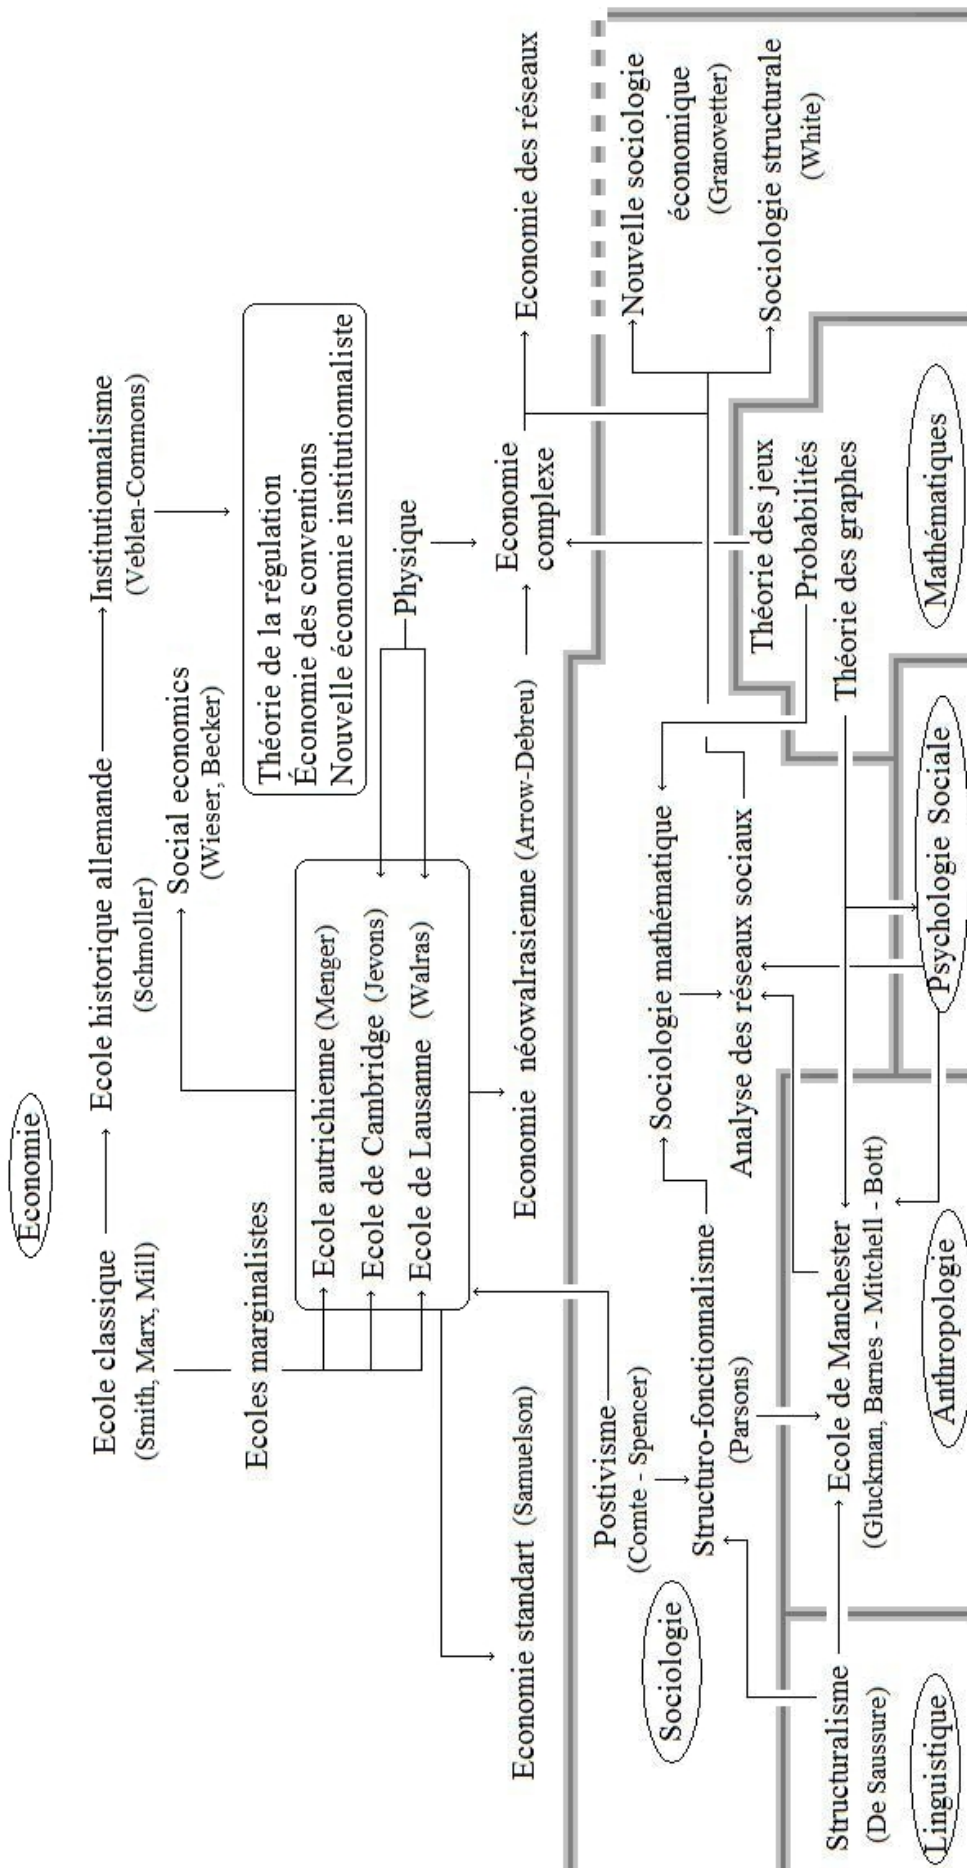 Economie
Ecole classique
(Smith, Marx, Mill)
Ecole historique allemande
(Schmoller)
Institutionnalisme
(Veblen-Commons)
Social economics
(Wieser, Becker)
Ecoles marginalistes
Théorie de la régulation
Économie des conventions
Nouvelle économie institutionnaliste
Ecole autrichienne (Menger)
Ecole de Cambridge (Jevons)
Ecole de Lausanne (Walras)
Physique
Economie standart (Samuelson)
Economie néowalrasienne (Arrow-Debreu)
Economie
complexe
Economie des réseaux
Postivisme
(Comte - Spencer)
Sociologie
Structuro-fonctionnalisme
(Parsons)
Sociologie mathématique
Analyse des réseaux sociaux
Nouvelle sociologie
économique
(Granovetter)
Sociologie structurale
(White)
Théorie des jeux
Probabilités
Théorie des graphes
Mathématiques
Structuralisme
(De Saussure)
Linguistique
Ecole de Manchester
(Gluckman, Barnes - Mitchell - Bott)
Anthropologie
Psychologie Sociale